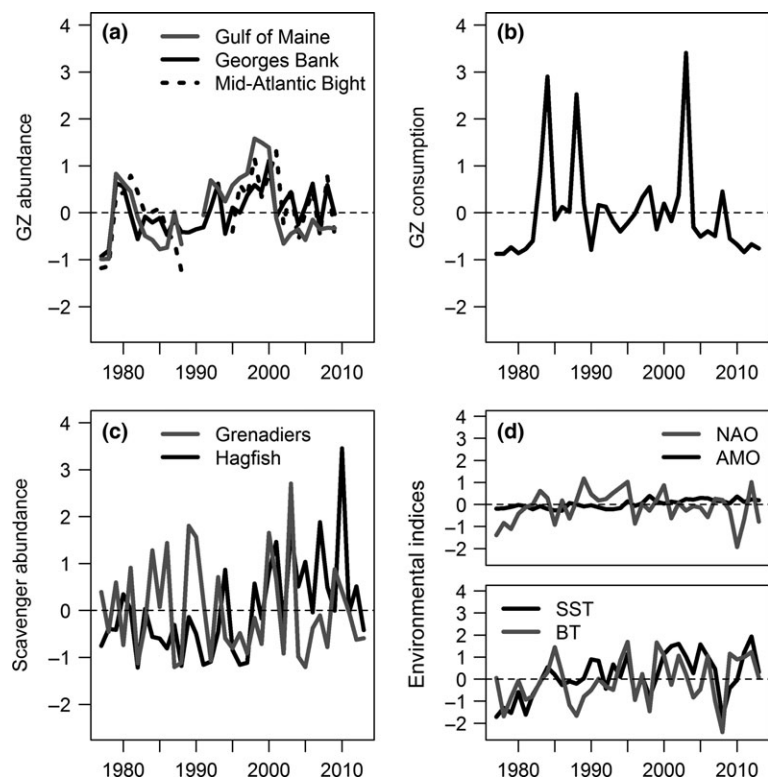 (a)
Gulf of Maine
Georges Bank
Mid-Atlantic Bight
GZ abundance
4
3
2
1
0
−1
−2
1980 1990 2000 2010
(b)
GZ consumption
4
3
2
1
0
−1
−2
1980 1990 2000 2010
(c)
Grenadiers
Hagfish
Scavenger abundance
4
3
2
1
0
−1
−2
1980 1990 2000 2010
(d)
NAO
AMO
Environmental indices
4
3
2
1
0
−1
−2
SST
BT
4
3
2
1
0
−1
−2
1980 1990 2000 2010